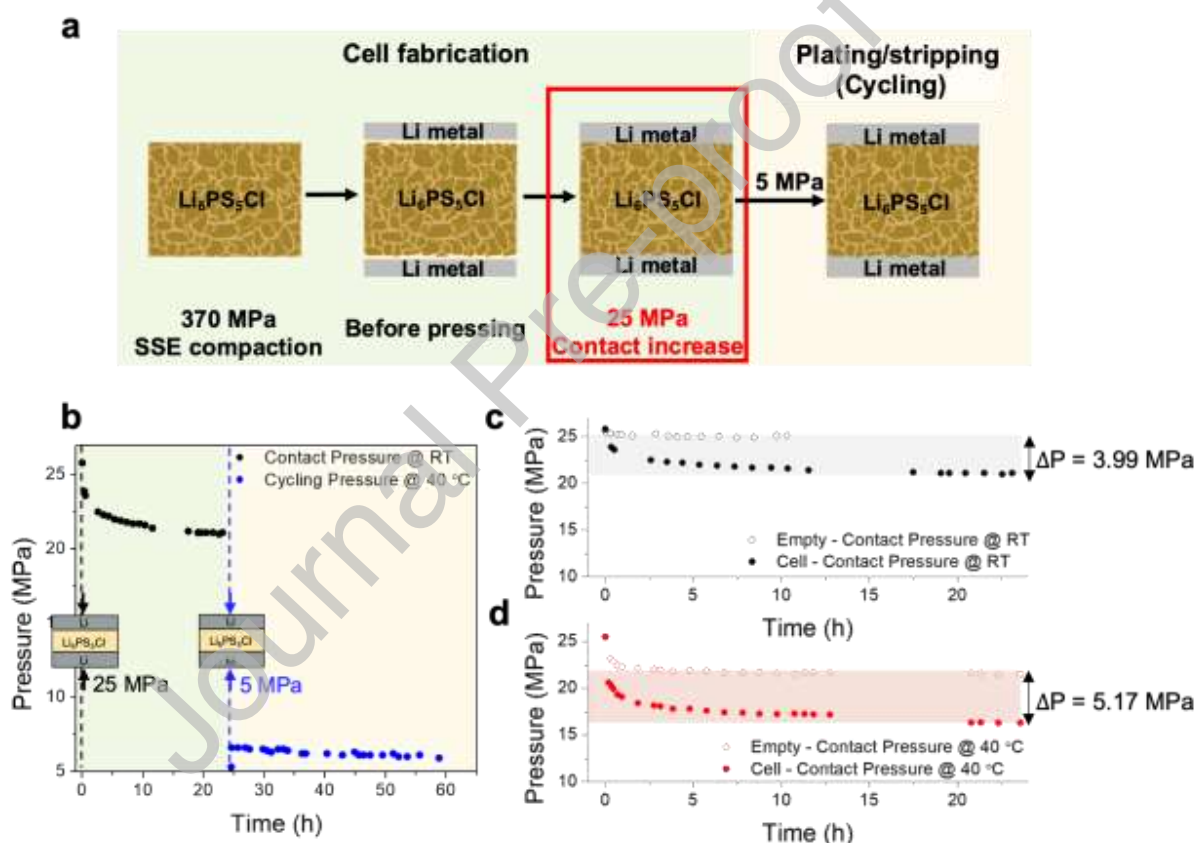 a
Cell fabrication
Plating/stripping
(Cycling)
Li metal
Li metal
Li metal
Li₆PS₅Cl
Li₆PS₅Cl
Li₆PS₅Cl
5 MPa
Li₆PS₅Cl
Li metal
Li metal
Li metal
370 MPa
SSE compaction
Before pressing
25 MPa
Contact increase
Journal Preproof
b
Contact Pressure @ RT
Cycling Pressure @ 40 °C
Pressure (MPa)
25
20
10
5
Li
Li₆PS₅Cl
Li
Li₆PS₅Cl
25 MPa
5 MPa
0 10 20 30 40 50 60
Time (h)
c
Pressure (MPa)
25
20
15
10
ΔP = 3.99 MPa
Empty - Contact Pressure @ RT
Cell - Contact Pressure @ RT
0 5 10 15 20
Time (h)
d
Pressure (MPa)
25
20
15
10
ΔP = 5.17 MPa
Empty - Contact Pressure @ 40 °C
Cell - Contact Pressure @ 40 °C
0 5 10 15 20
Time (h)